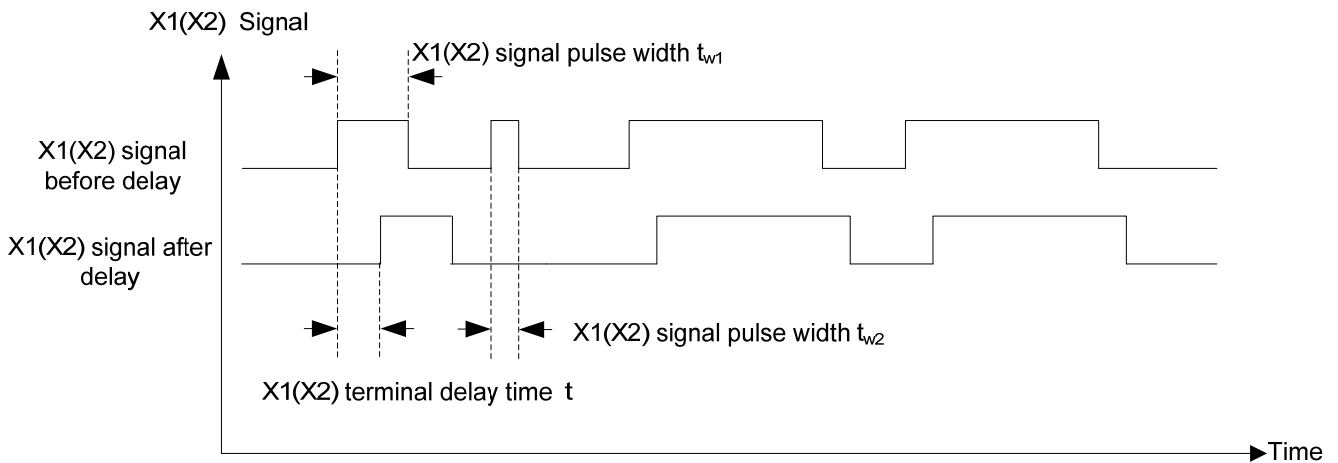 X1(X2) Signal
X1(X2) signal pulse width tw1
X1(X2) signal
before delay
X1(X2) signal after
delay
X1(X2) signal pulse width tw2
X1(X2) terminal delay time t
Time